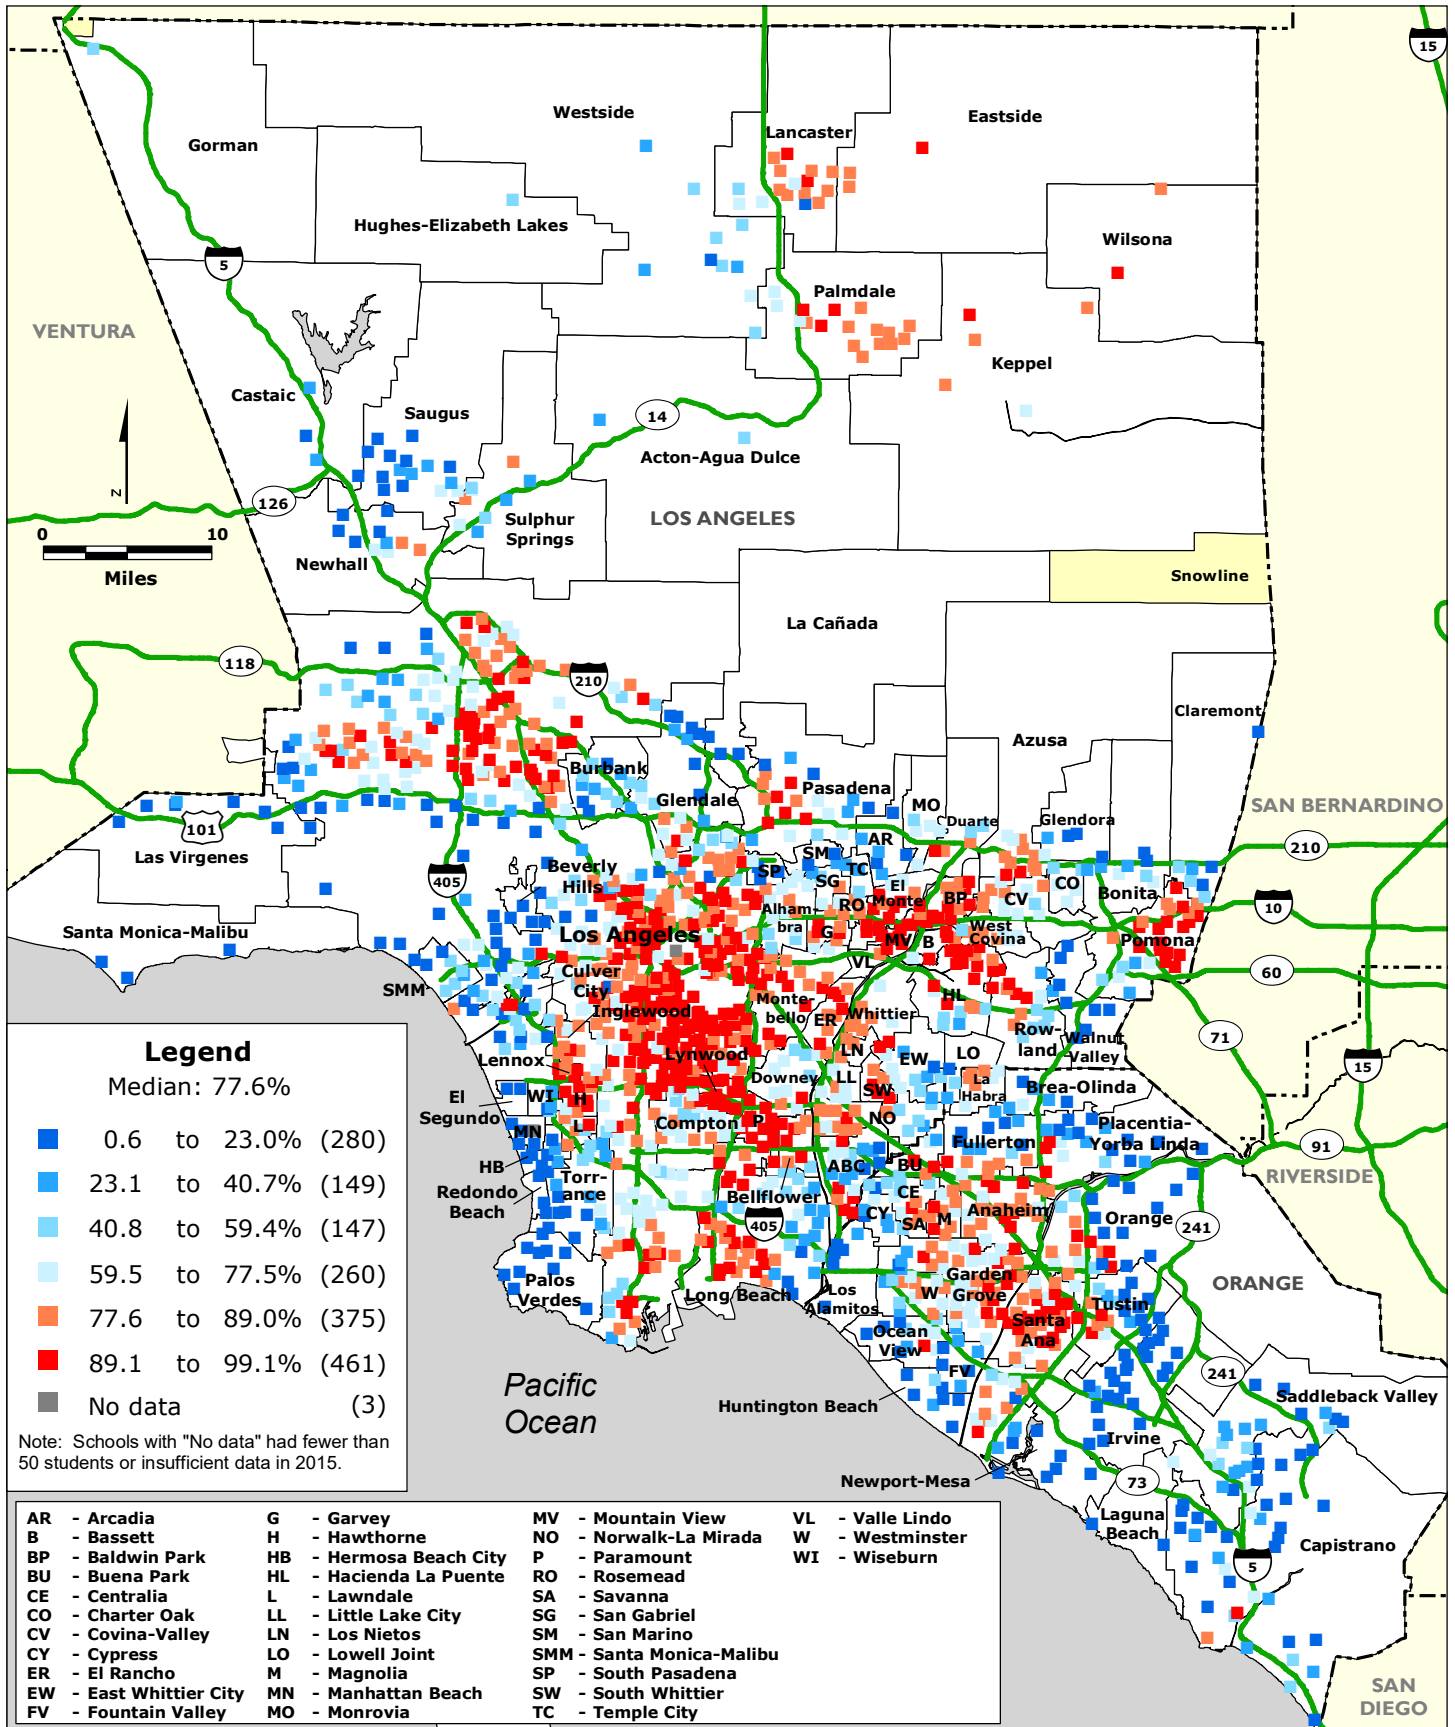 15
Westside
Lancaster
Eastside
Gorman
Hughes-Elizabeth Lakes
Wilsona
5
Palmdale
VENTURA
Keppel
Castaic
Saugus
14
Acton-Agua Dulce
N
126
LOS ANGELES
Sulphur
Springs
0 10
Miles
Newhall
Snowline
La Cañada
118
210
Claremont
Azusa
Burbank
Pasadena
Glendale
MO
SAN BERNARDINO
Duarte
Glendora
101
AR
210
Las Virgenes
SM
Beverly
Hills
SP
TC
405
SG
El
Monte
CO
Bonita
BP
CV
10
Alham-
bra
RO
Santa Monica-Malibu
Los Angeles
G
MV
B
West
Covina
Pomona
VL
Culver
City
60
SMM
HL
Monte-
bello
Inglewood
ER
Whittier
Row-
land
Walnut
Valley
71
Lennox
Lynwood
LN
EW
LO
15
Downey
LL
La
Habra
Brea-Olinda
El
Segundo
WI
H
SW
MN
L
Compton
P
NO
Fullerton
Placentia-
Yorba Linda
91
HB
ABC
BU
RIVERSIDE
Redondo
Beach
Torr-
ance
Bellflower
CE
405
CY
SA
M
Anaheim
Orange
241
Palos
Verdes
Long Beach
Los
Alamitos
W
Garden
Grove
ORANGE
Tustin
Santa
Ana
Ocean
View
FV
241
Pacific
Ocean
Huntington Beach
Saddleback Valley
Irvine
Newport-Mesa
73
Laguna
Beach
Capistrano
5
SAN
DIEGO
Legend
Median: 77.6%
0.6 to 23.0% (280)
23.1 to 40.7% (149)
40.8 to 59.4% (147)
59.5 to 77.5% (260)
77.6 to 89.0% (375)
89.1 to 99.1% (461)
No data (3)
Note: Schools with "No data" had fewer than
50 students or insufficient data in 2015.
AR - Arcadia
B - Bassett
BP - Baldwin Park
BU - Buena Park
CE - Centralia
CO - Charter Oak
CV - Covina-Valley
CY - Cypress
ER - El Rancho
EW - East Whittier City
FV - Fountain Valley
G - Garvey
H - Hawthorne
HB - Hermosa Beach City
HL - Hacienda La Puente
L - Lawndale
LL - Little Lake City
LN - Los Nietos
LO - Lowell Joint
M - Magnolia
MN - Manhattan Beach
MO - Monrovia
MV - Mountain View
NO - Norwalk-La Mirada
P - Paramount
RO - Rosemead
SA - Savanna
SG - San Gabriel
SM - San Marino
SMM - Santa Monica-Malibu
SP - South Pasadena
SW - South Whittier
TC - Temple City
VL - Valle Lindo
W - Westminster
WI - Wiseburn